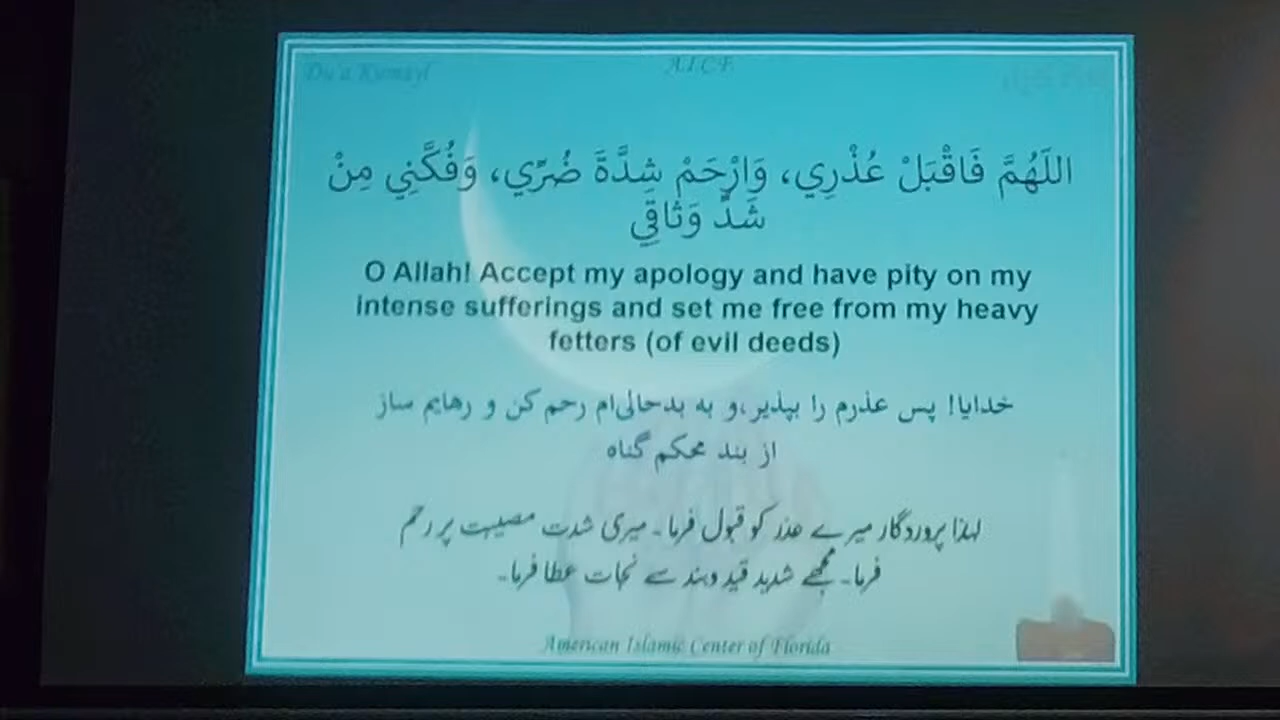 Du'a Kumayl
A.I.C.F.
اللَهُمَّ فَاقْبَلْ عُذْرِي، وَارْحَمْ شِدَّةَ ضُرِّي، وَفُكَّنِي مِنْ
شَدِّ وَثَاقِي
O Allah! Accept my apology and have pity on my
intense sufferings and set me free from my heavy
fetters (of evil deeds)
خدایا! پس عذرم را بپذیر،و به بدحالی‌ام رحم کن و رهایم ساز
از بند محکم گناه
لہذا پروردگار میرے عذر کو قبول فرما۔ میری شدت مصیبت پر رحم
فرما۔ مجھے شدید قید وبند سے نجات عطا فرما۔
American Islamic Center of Florida